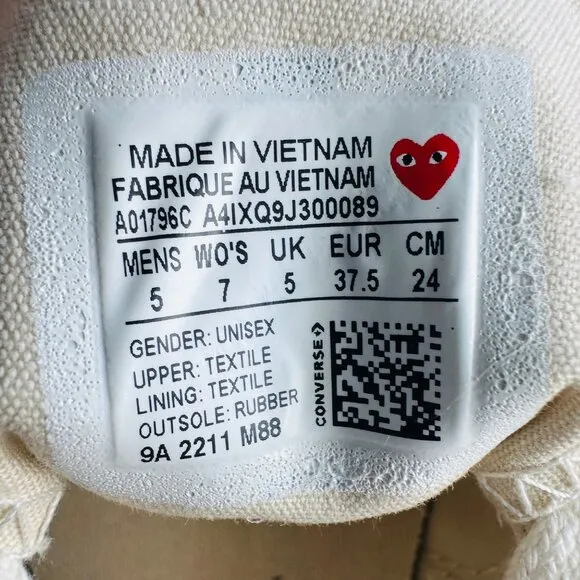 MADE IN VIETNAM
FABRIQUE AU VIETNAM
A01796C A4IXQ9J300089
MENS WO'S UK EUR CM
5 7 5 37.5 24
GENDER: UNISEX
UPPER: TEXTILE
LINING: TEXTILE
OUTSOLE: RUBBER
9A 2211 M88
CONVERSE